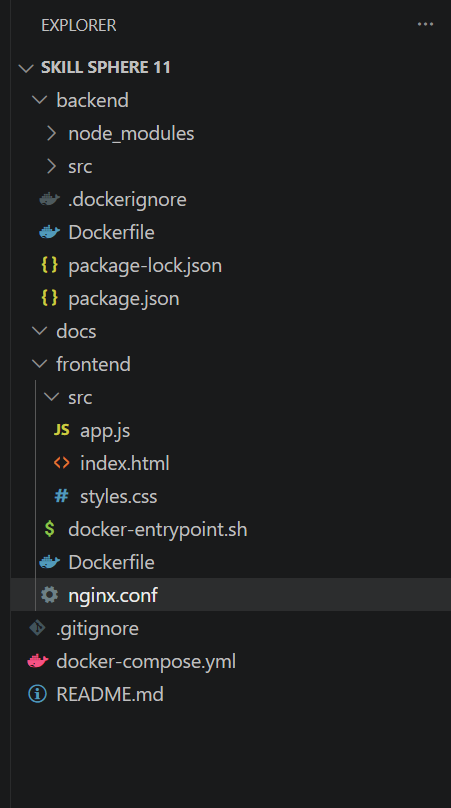 EXPLORER
SKILL SPHERE 11
backend
node_modules
src
.dockerignore
Dockerfile
{} package-lock.json
{} package.json
docs
frontend
src
JS app.js
<> index.html
# styles.css
$ docker-entrypoint.sh
Dockerfile
nginx.conf
.gitignore
docker-compose.yml
README.md